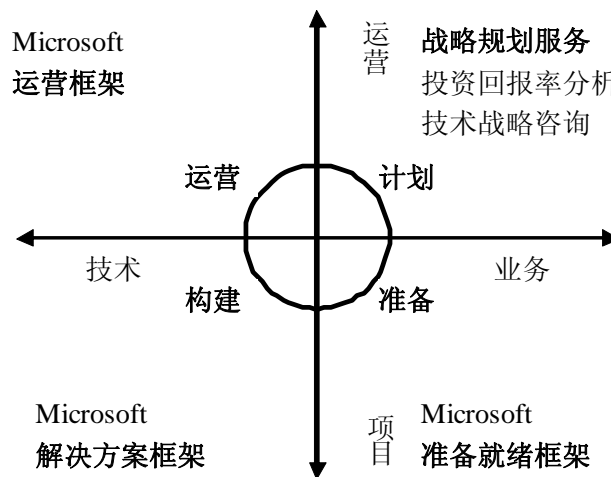 Microsoft
运营框架
运营
战略规划服务
投资回报率分析
技术战略咨询
运营
计划
技术
业务
构建
准备
Microsoft
解决方案框架
项目
Microsoft
准备就绪框架